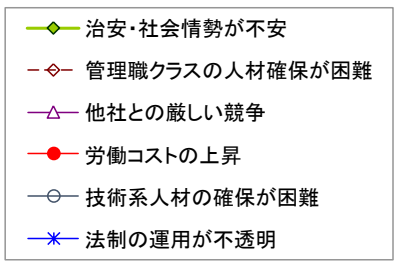 治安・社会情勢が不安
管理職クラスの人材確保が困難
他社との厳しい競争
労働コストの上昇
技術系人材の確保が困難
法制の運用が不透明